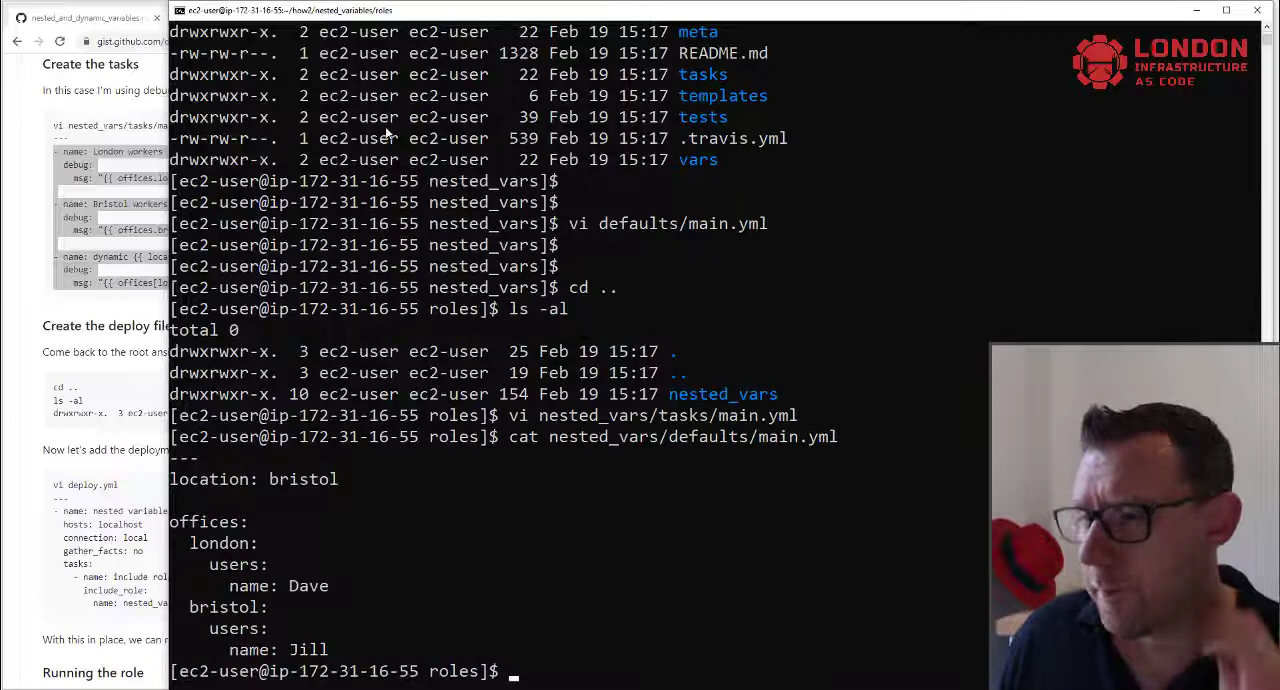 nested_and_dynamic_variables
gist.github.com/
Create the tasks
In this case I'm using debu
vi nested_vars/tasks/ma
---
- name: London workers
debug:
msg: "{{ offices.lo
- name: Bristol workers
debug:
msg: "{{ offices.br
- name: dynamic {{ loca
debug:
msg: "{{ offices[lo
Create the deploy file
Come back to the root ans
cd ..
ls -al
drwxrwxr-x. 3 ec2-user
Now let's add the deploym
vi deploy.yml
---
- name: nested variable
hosts: localhost
connection: local
gather_facts: no
tasks:
- name: include rol
include_role:
name: nested_va
With this in place, we can r
Running the role
ec2-user@ip-172-31-16-55:~/how2/nested_variables/roles
drwxrwxr-x. 2 ec2-user ec2-user 22 Feb 19 15:17 meta
-rw-rw-r--. 1 ec2-user ec2-user 1328 Feb 19 15:17 README.md
drwxrwxr-x. 2 ec2-user ec2-user 22 Feb 19 15:17 tasks
drwxrwxr-x. 2 ec2-user ec2-user 6 Feb 19 15:17 templates
drwxrwxr-x. 2 ec2-user ec2-user 39 Feb 19 15:17 tests
-rw-rw-r--. 1 ec2-user ec2-user 539 Feb 19 15:17 .travis.yml
drwxrwxr-x. 2 ec2-user ec2-user 22 Feb 19 15:17 vars
[ec2-user@ip-172-31-16-55 nested_vars]$
[ec2-user@ip-172-31-16-55 nested_vars]$
[ec2-user@ip-172-31-16-55 nested_vars]$ vi defaults/main.yml
[ec2-user@ip-172-31-16-55 nested_vars]$
[ec2-user@ip-172-31-16-55 nested_vars]$
[ec2-user@ip-172-31-16-55 nested_vars]$ cd ..
[ec2-user@ip-172-31-16-55 roles]$ ls -al
total 0
drwxrwxr-x. 3 ec2-user ec2-user 25 Feb 19 15:17 .
drwxrwxr-x. 3 ec2-user ec2-user 19 Feb 19 15:17 ..
drwxrwxr-x. 10 ec2-user ec2-user 154 Feb 19 15:17 nested_vars
[ec2-user@ip-172-31-16-55 roles]$ vi nested_vars/tasks/main.yml
[ec2-user@ip-172-31-16-55 roles]$ cat nested_vars/defaults/main.yml
---
location: bristol
offices:
london:
users:
name: Dave
bristol:
users:
name: Jill
[ec2-user@ip-172-31-16-55 roles]$
LONDON
INFRASTRUCTURE
AS CODE